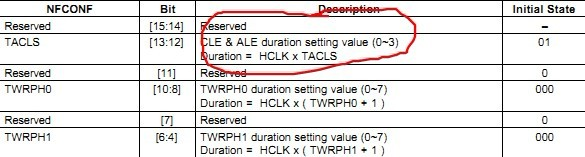 NFCONF Bit Description Initial State
Reserved [15:14] Reserved –
TACLS [13:12] CLE & ALE duration setting value (0~3) 01
Duration = HCLK x TACLS
Reserved [11] Reserved 0
TWRPH0 [10:8] TWRPH0 duration setting value (0~7) 000
Duration = HCLK x ( TWRPH0 + 1 )
Reserved [7] Reserved 0
TWRPH1 [6:4] TWRPH1 duration setting value (0~7) 000
Duration = HCLK x ( TWRPH1 + 1 )